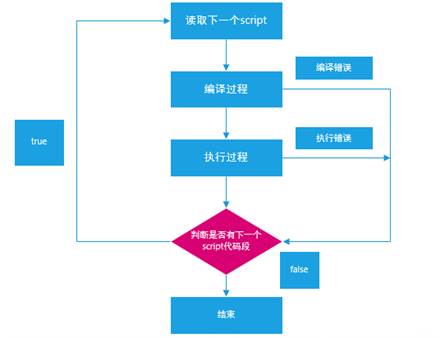 读取下一个script
编译错误
编译过程
true
执行错误
执行过程
判断是否有下一个
script代码段
false
结束